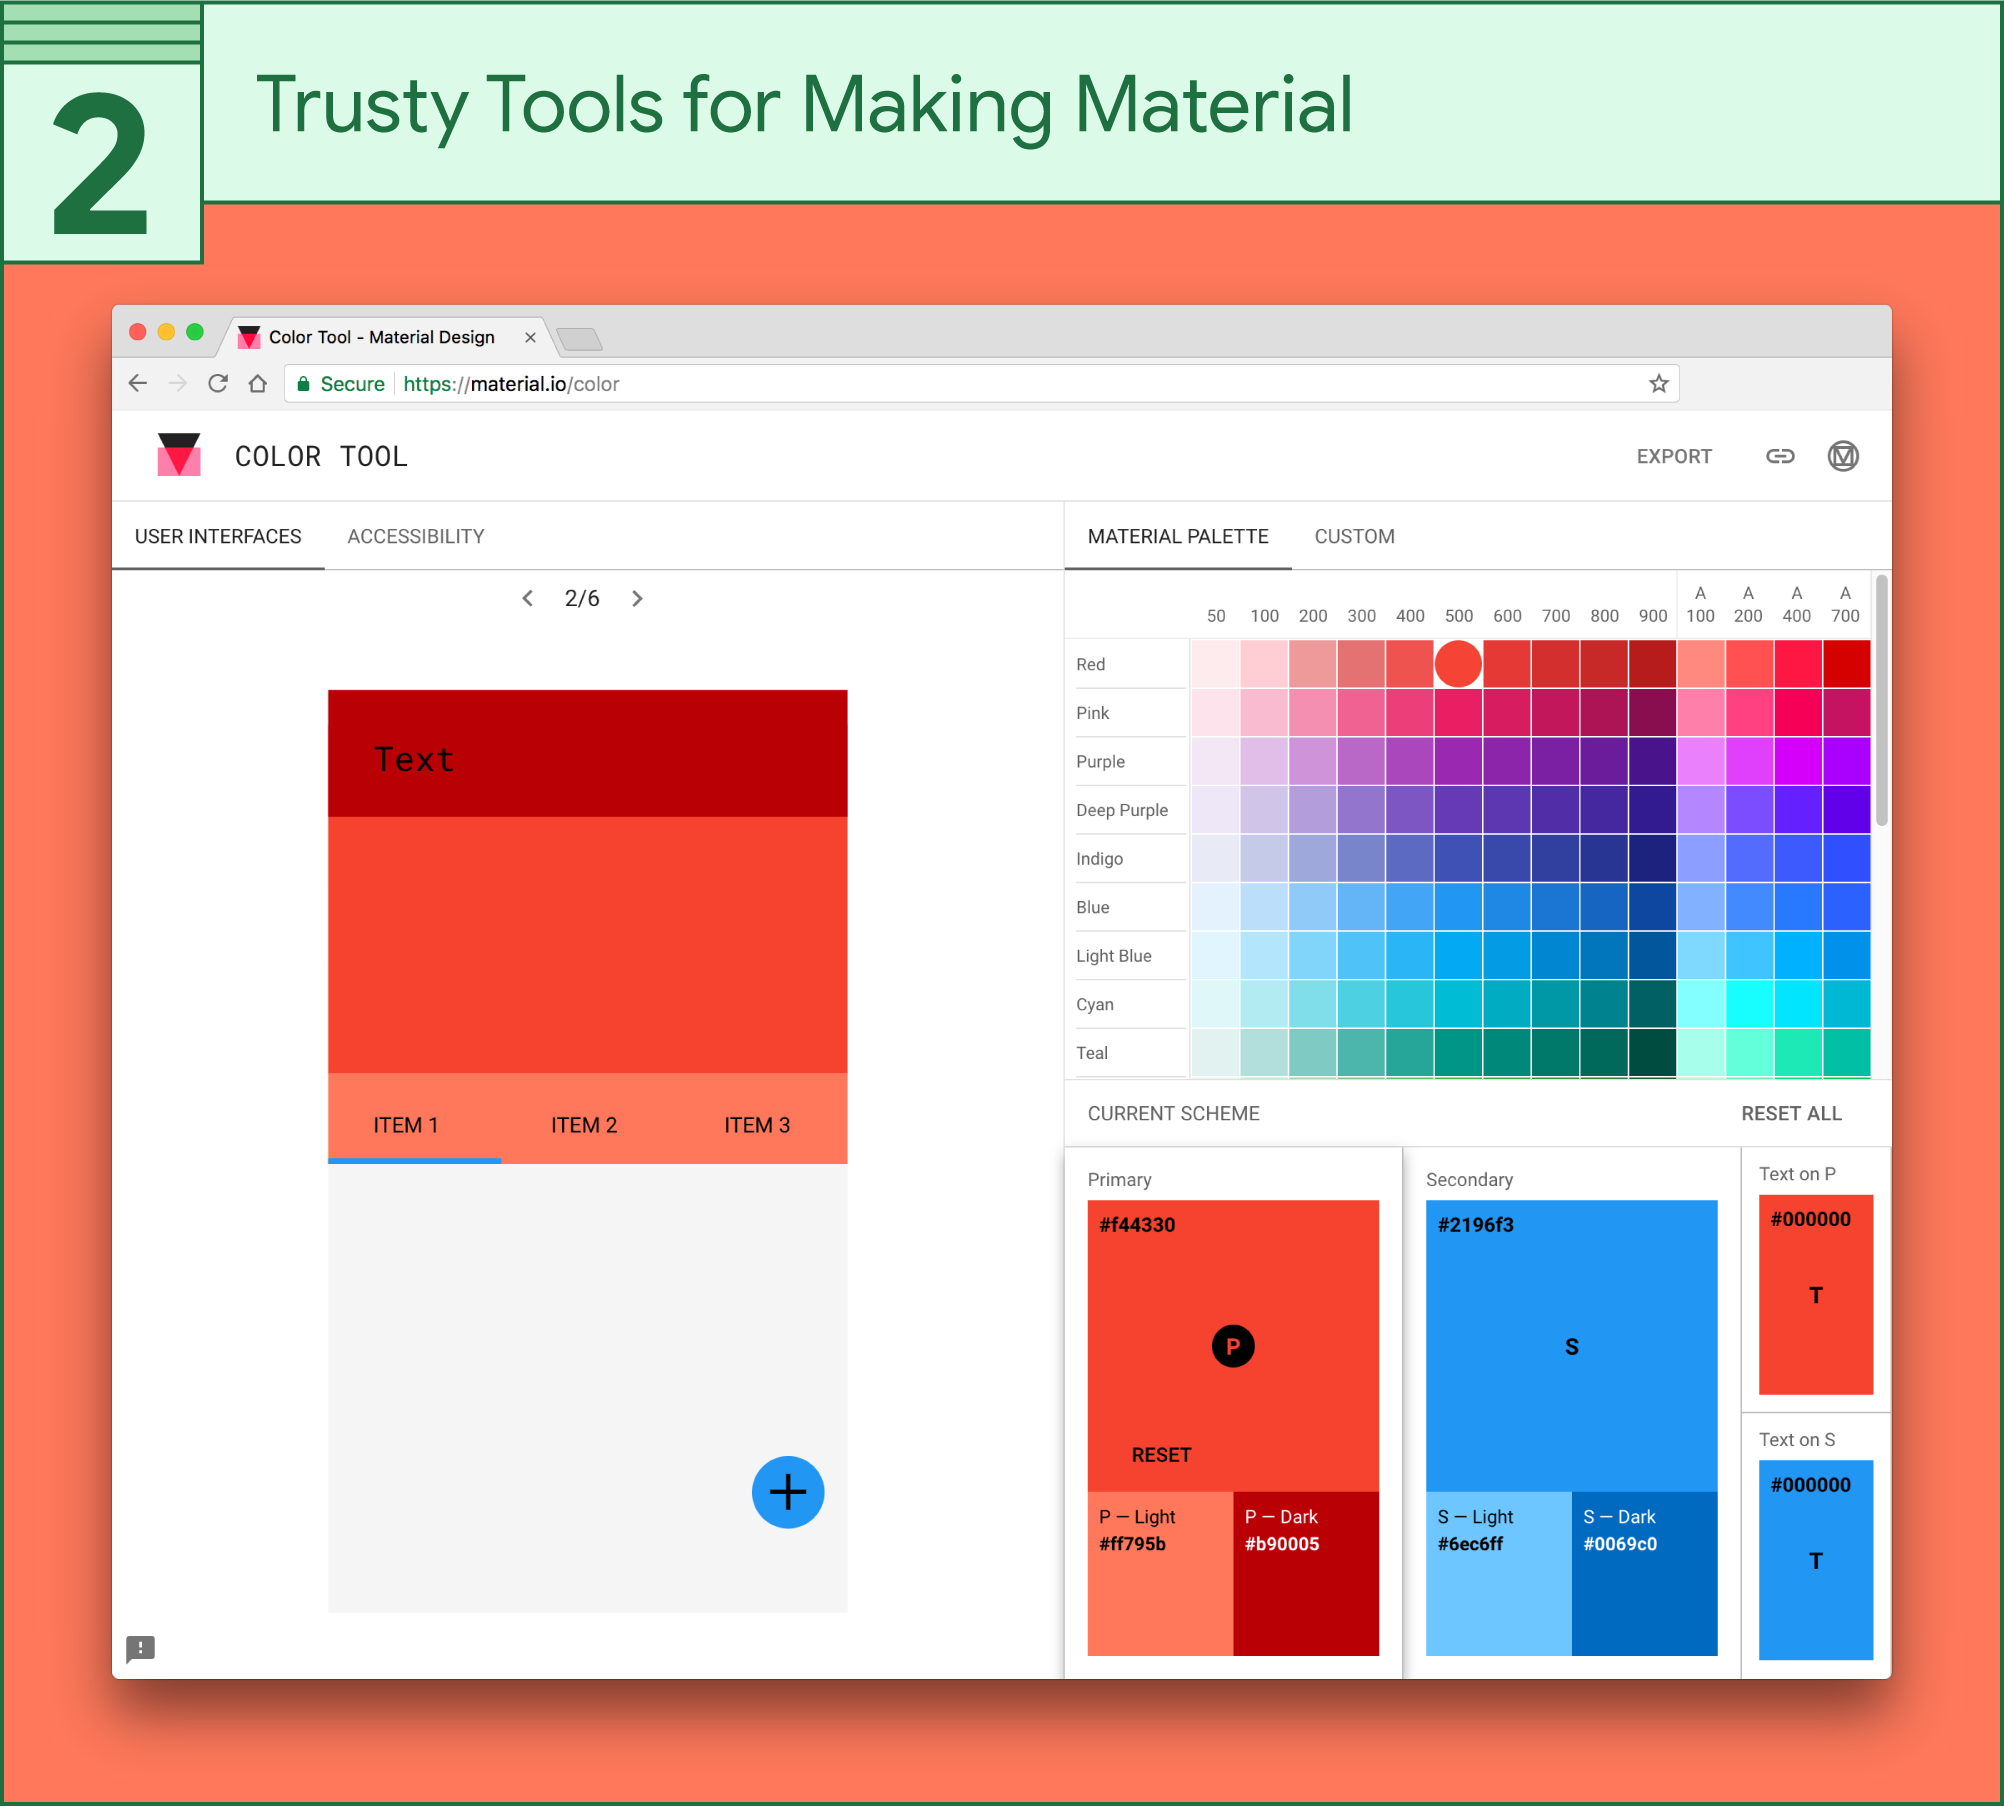 2
Trusty Tools for Making Material
Color Tool - Material Design
Secure https://material.io/color
COLOR TOOL
EXPORT
USER INTERFACES ACCESSIBILITY
2/6
Text
ITEM 1 ITEM 2 ITEM 3
MATERIAL PALETTE CUSTOM
A A A A
50 100 200 300 400 500 600 700 800 900 100 200 400 700
Red
Pink
Purple
Deep Purple
Indigo
Blue
Light Blue
Cyan
Teal
CURRENT SCHEME RESET ALL
Primary
#f44330
P
RESET
P — Light
#ff795b
P — Dark
#b90005
Secondary
#2196f3
S
S — Light
#6ec6ff
S — Dark
#0069c0
Text on P
#000000
T
Text on S
#000000
T